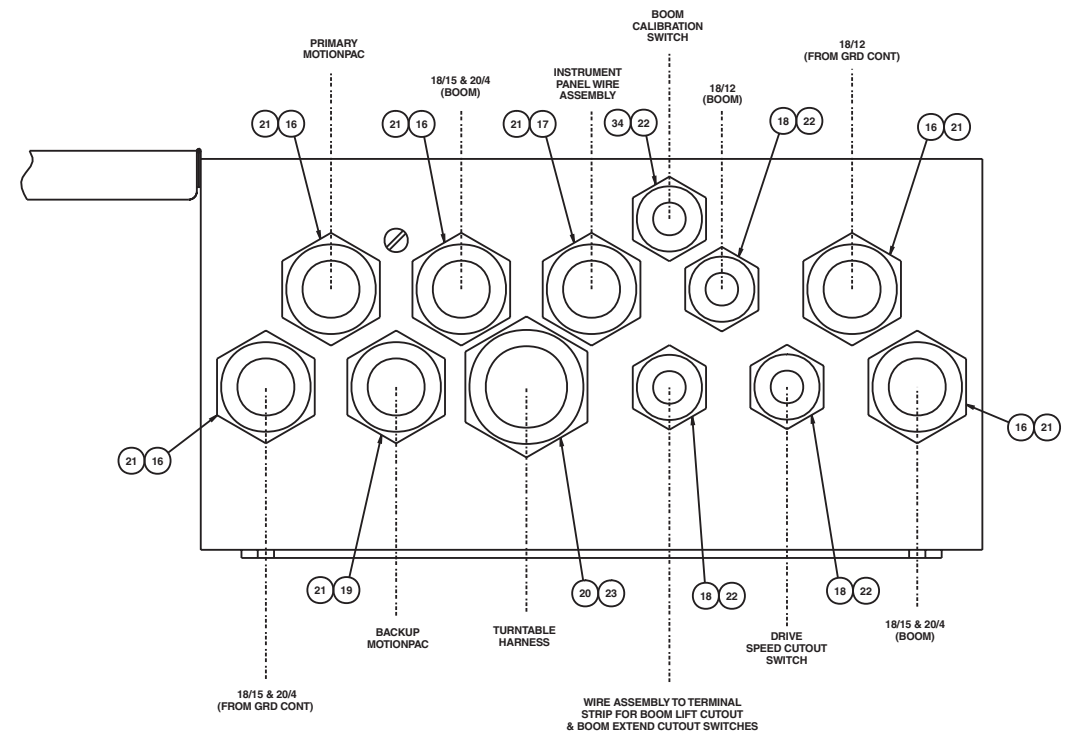 BOOM
CALIBRATION
SWITCH
PRIMARY
MOTIONPAC
18/12
(FROM GRD CONT)
INSTRUMENT
PANEL WIRE
ASSEMBLY
18/15 & 20/4
(BOOM)
18/12
(BOOM)
21 16
21 16
21 17
34 22
18 22
16 21
21 16
16 21
21 19
20 23
18 22
18 22
BACKUP
MOTIONPAC
TURNTABLE
HARNESS
DRIVE
SPEED CUTOUT
SWITCH
18/15 & 20/4
(BOOM)
18/15 & 20/4
(FROM GRD CONT)
WIRE ASSEMBLY TO TERMINAL
STRIP FOR BOOM LIFT CUTOUT
& BOOM EXTEND CUTOUT SWITCHES